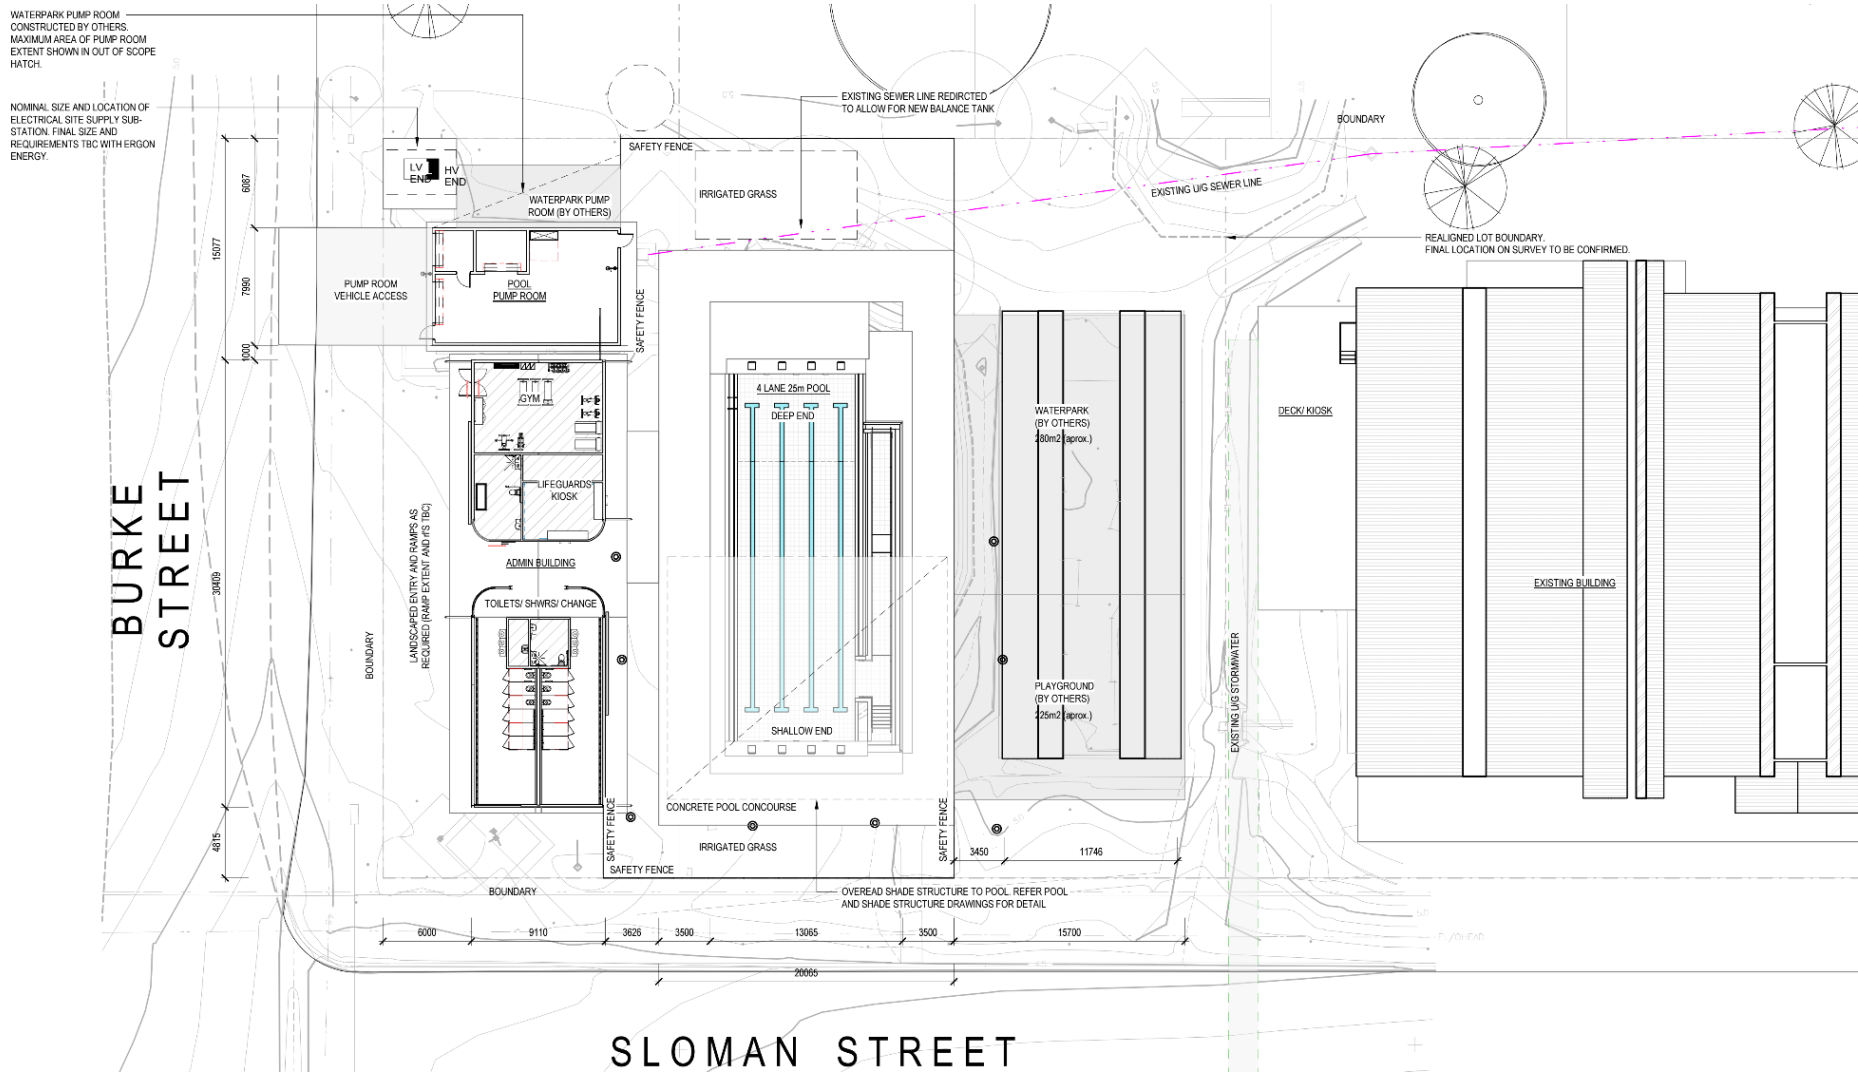 WATERPARK PUMP ROOM
CONSTRUCTED BY OTHERS.
MAXIMUM AREA OF PUMP ROOM
EXTENT SHOWN IN OUT OF SCOPE
HATCH.
NOMINAL SIZE AND LOCATION OF
ELECTRICAL SITE SUPPLY SUB-
STATION. FINAL SIZE AND
REQUIREMENTS TBC WITH ERGON
ENERGY.
EXISTING SEWER LINE REDIRCTED
TO ALLOW FOR NEW BALANCE TANK
BOUNDARY
SAFETY FENCE
LV
END
HV
END
IRRIGATED GRASS
WATERPARK PUMP
ROOM (BY OTHERS)
EXISTING U/G SEWER LINE
REALIGNED LOT BOUNDARY.
FINAL LOCATION ON SURVEY TO BE CONFIRMED.
6087
15077
7990
1000
30409
4815
PUMP ROOM
VEHICLE ACCESS
POOL
PUMP ROOM
SAFETY FENCE
GYM
4 LANE 25m POOL
DEEP END
WATERPARK
(BY OTHERS)
280m2 (aprox.)
DECK/ KIOSK
LIFEGUARDS
KIOSK
BURKE
STREET
LANDSCAPED ENTRY AND RAMPS AS
REQUIRED (RAMP EXTENT AND rl'S TBC)
BOUNDARY
ADMIN BUILDING
TOILETS/ SHWRS/ CHANGE
EXISTING BUILDING
EXISTING U/G STORMWATER
PLAYGROUND
(BY OTHERS)
225m2 (aprox.)
SHALLOW END
CONCRETE POOL CONCOURSE
SAFETY FENCE
SAFETY FENCE
IRRIGATED GRASS
SAFETY FENCE
3450
11746
BOUNDARY
OVEREAD SHADE STRUCTURE TO POOL. REFER POOL
AND SHADE STRUCTURE DRAWINGS FOR DETAIL
6000
9110
3626
3500
13065
3500
15700
20065
SLOMAN STREET